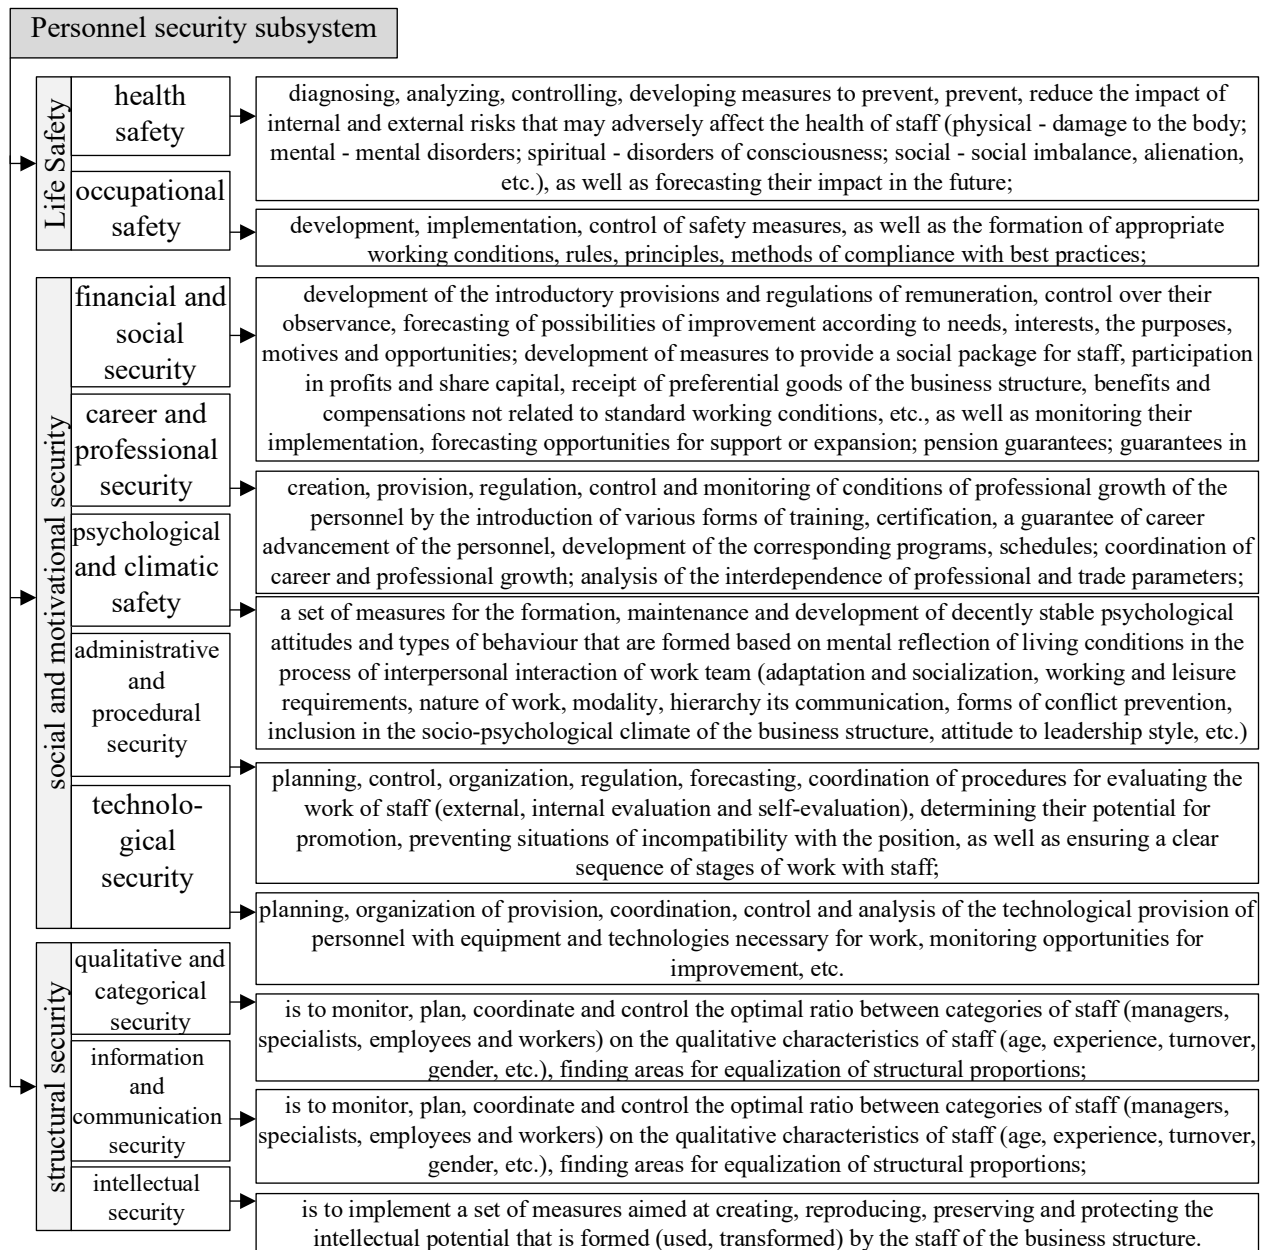 Personnel security subsystem
Life Safety
health
safety
diagnosing, analyzing, controlling, developing measures to prevent, prevent, reduce the impact of
internal and external risks that may adversely affect the health of staff (physical - damage to the body;
mental - mental disorders; spiritual - disorders of consciousness; social - social imbalance, alienation,
etc.), as well as forecasting their impact in the future;
occupational
safety
development, implementation, control of safety measures, as well as the formation of appropriate
working conditions, rules, principles, methods of compliance with best practices;
social and motivational security
financial and
social
security
development of the introductory provisions and regulations of remuneration, control over their
observance, forecasting of possibilities of improvement according to needs, interests, the purposes,
motives and opportunities; development of measures to provide a social package for staff, participation
in profits and share capital, receipt of preferential goods of the business structure, benefits and
compensations not related to standard working conditions, etc., as well as monitoring their
implementation, forecasting opportunities for support or expansion; pension guarantees; guarantees in
career and
professional
security
creation, provision, regulation, control and monitoring of conditions of professional growth of the
personnel by the introduction of various forms of training, certification, a guarantee of career
advancement of the personnel, development of the corresponding programs, schedules; coordination of
career and professional growth; analysis of the interdependence of professional and trade parameters;
psychological
and climatic
safety
a set of measures for the formation, maintenance and development of decently stable psychological
attitudes and types of behaviour that are formed based on mental reflection of living conditions in the
process of interpersonal interaction of work team (adaptation and socialization, working and leisure
requirements, nature of work, modality, hierarchy its communication, forms of conflict prevention,
inclusion in the socio-psychological climate of the business structure, attitude to leadership style, etc.)
administrative
and
procedural
security
planning, control, organization, regulation, forecasting, coordination of procedures for evaluating the
work of staff (external, internal evaluation and self-evaluation), determining their potential for
promotion, preventing situations of incompatibility with the position, as well as ensuring a clear
sequence of stages of work with staff;
technolo-
gical
security
planning, organization of provision, coordination, control and analysis of the technological provision of
personnel with equipment and technologies necessary for work, monitoring opportunities for
improvement, etc.
structural security
qualitative and
categorical
security
is to monitor, plan, coordinate and control the optimal ratio between categories of staff (managers,
specialists, employees and workers) on the qualitative characteristics of staff (age, experience, turnover,
gender, etc.), finding areas for equalization of structural proportions;
information
and
communication
security
is to monitor, plan, coordinate and control the optimal ratio between categories of staff (managers,
specialists, employees and workers) on the qualitative characteristics of staff (age, experience, turnover,
gender, etc.), finding areas for equalization of structural proportions;
intellectual
security
is to implement a set of measures aimed at creating, reproducing, preserving and protecting the
intellectual potential that is formed (used, transformed) by the staff of the business structure.